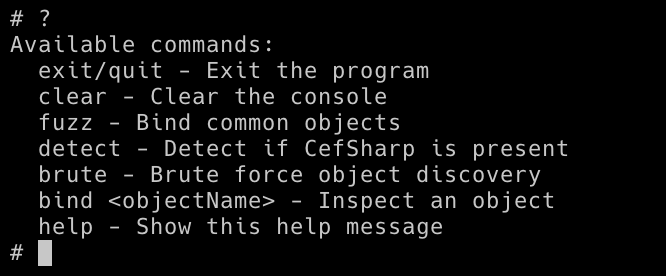 # ?
Available commands:
  exit/quit - Exit the program
  clear - Clear the console
  fuzz - Bind common objects
  detect - Detect if CefSharp is present
  brute - Brute force object discovery
  bind <objectName> - Inspect an object
  help - Show this help message
#